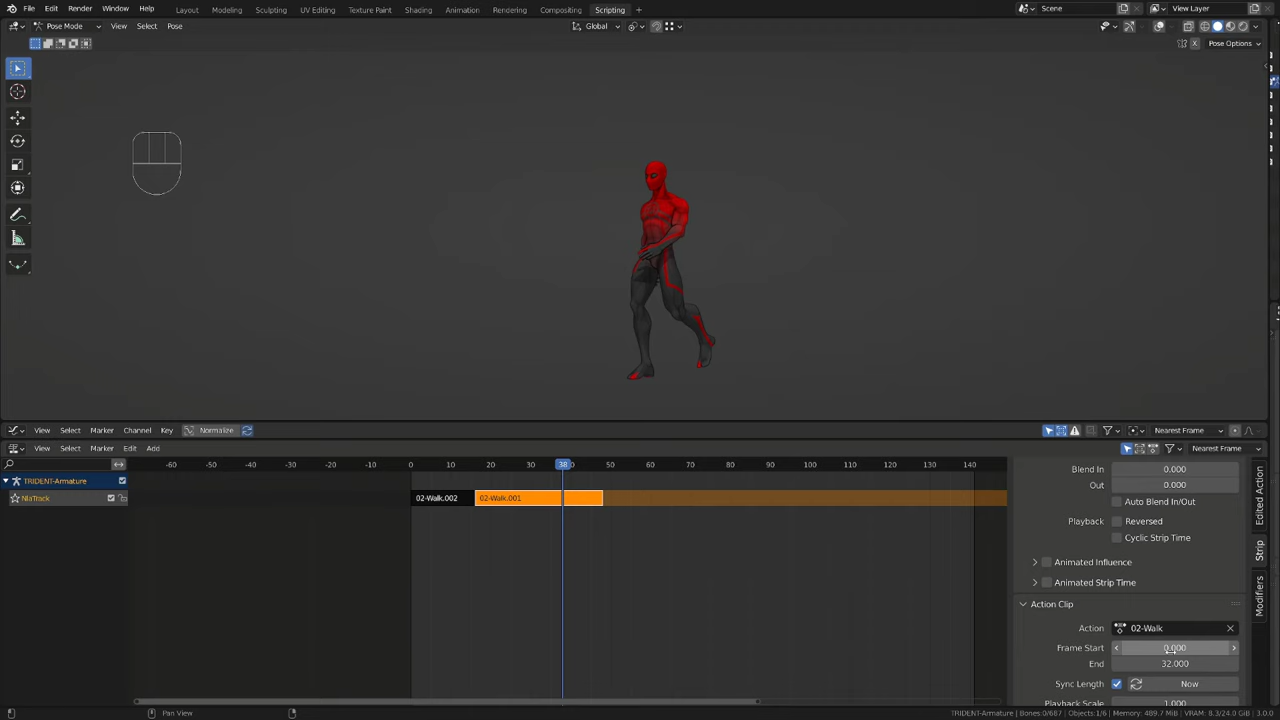 File Edit Render Window Help Layout Modeling Sculpting UV Editing Texture Paint Shading Animation Rendering Compositing Scripting + Scene View Layer
Pose Mode View Select Pose Global
X Pose Options
View Select Marker Channel Key Normalize Nearest Frame
View Select Marker Edit Add Nearest Frame
-60 -50 -40 -30 -20 -10 0 10 20 30 38 50 60 70 80 90 100 110 120 130 140
TRIDENT-Armature
NlaTrack
02-Walk.002 02-Walk.001
Blend In 0.000
Out 0.000
Auto Blend In/Out
Playback Reversed
Cyclic Strip Time
Animated Influence
Animated Strip Time
Action Clip
Action 02-Walk
Frame Start 0.000
End 32.000
Sync Length Now
Playback Scale 1.000
Edited Action
Strip
Modifiers
Pan View TRIDENT-Armature | Bones:0/687 | Objects:1/6 | Memory: 489.7 MiB | VRAM: 8.3/24.0 GiB | 3.0.0